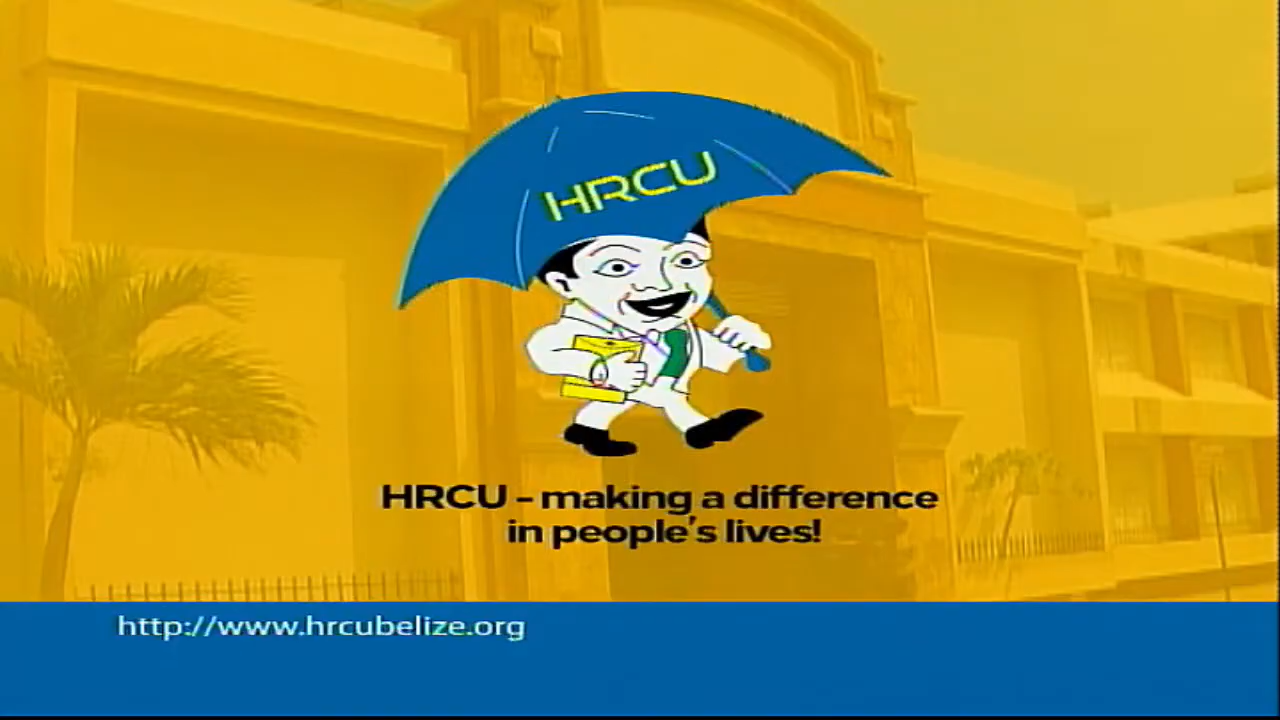 HRCU
HRCU - making a difference
in people's lives!
http://www.hrcubelize.org